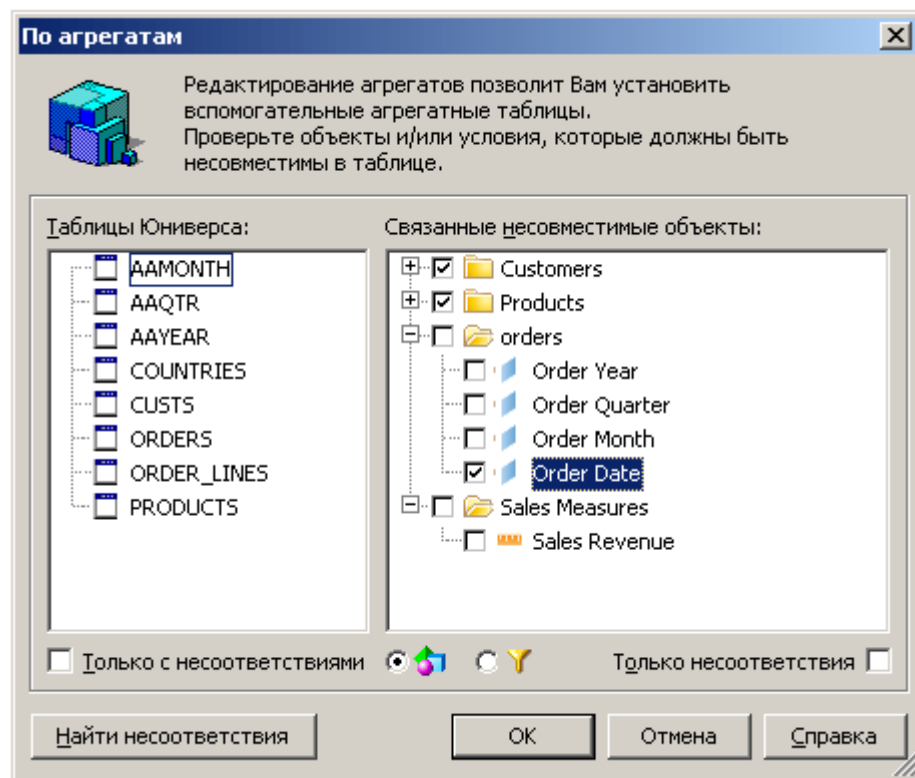 По агрегатам
Редактирование агрегатов позволит Вам установить
вспомогательные агрегатные таблицы.
Проверьте объекты и/или условия, которые должны быть
несовместимы в таблице.
Таблицы Юниверса:
AAMONTH
AAQTR
AAYEAR
COUNTRIES
CUSTS
ORDERS
ORDER_LINES
PRODUCTS
Связанные несовместимые объекты:
Customers
Products
orders
Order Year
Order Quarter
Order Month
Order Date
Sales Measures
Sales Revenue
Только с несоответствиями
Только несоответствия
Найти несоответствия
OK
Отмена
Справка